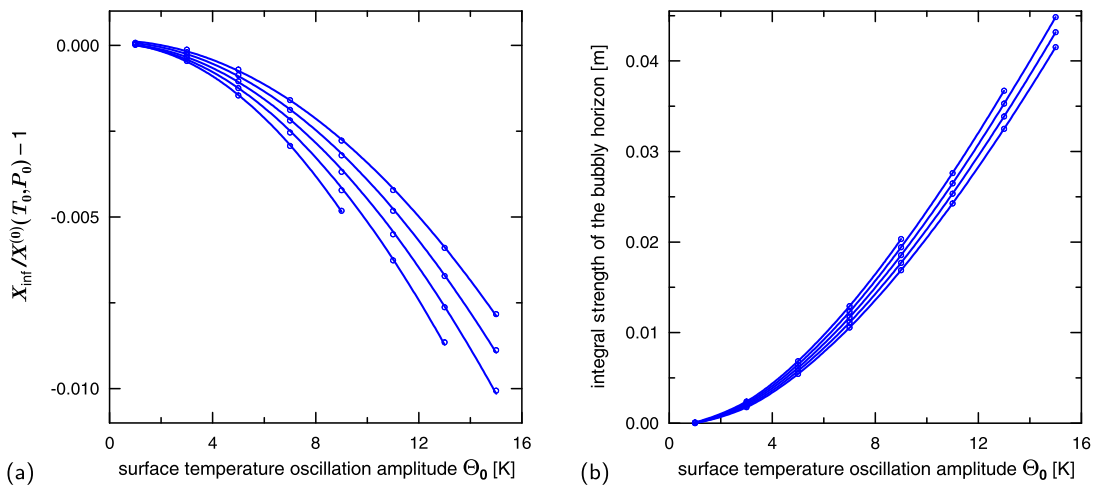 0.000
-0.005
-0.010
X_inf/X^(0)(T_0,P_0)−1
0 4 8 12 16
surface temperature oscillation amplitude Θ_0 [K]
(a)
0.04
0.03
0.02
0.01
0.00
integral strength of the bubbly horizon [m]
0 4 8 12 16
surface temperature oscillation amplitude Θ_0 [K]
(b)